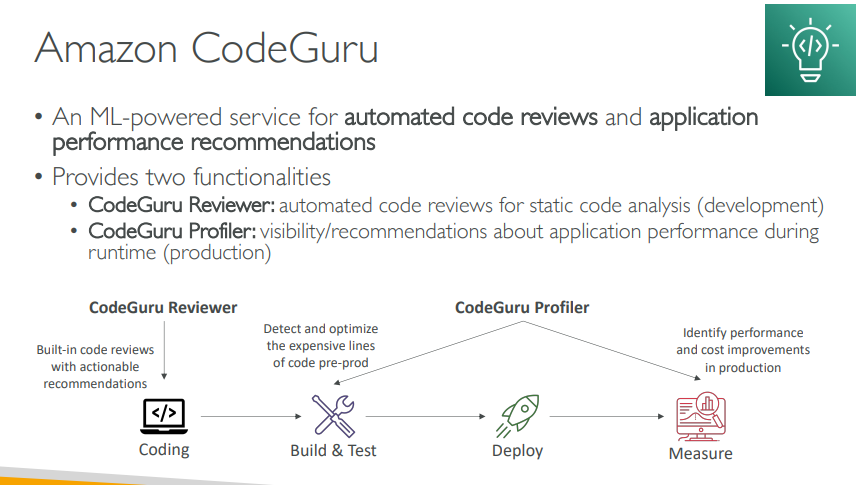 Amazon CodeGuru
</>
• An ML-powered service for automated code reviews and application
performance recommendations
• Provides two functionalities
• CodeGuru Reviewer: automated code reviews for static code analysis (development)
• CodeGuru Profiler: visibility/recommendations about application performance during
runtime (production)
CodeGuru Reviewer
Built-in code reviews
with actionable
recommendations
CodeGuru Profiler
Detect and optimize
the expensive lines
of code pre-prod
Identify performance
and cost improvements
in production
</>
Coding
Build & Test
Deploy
Measure